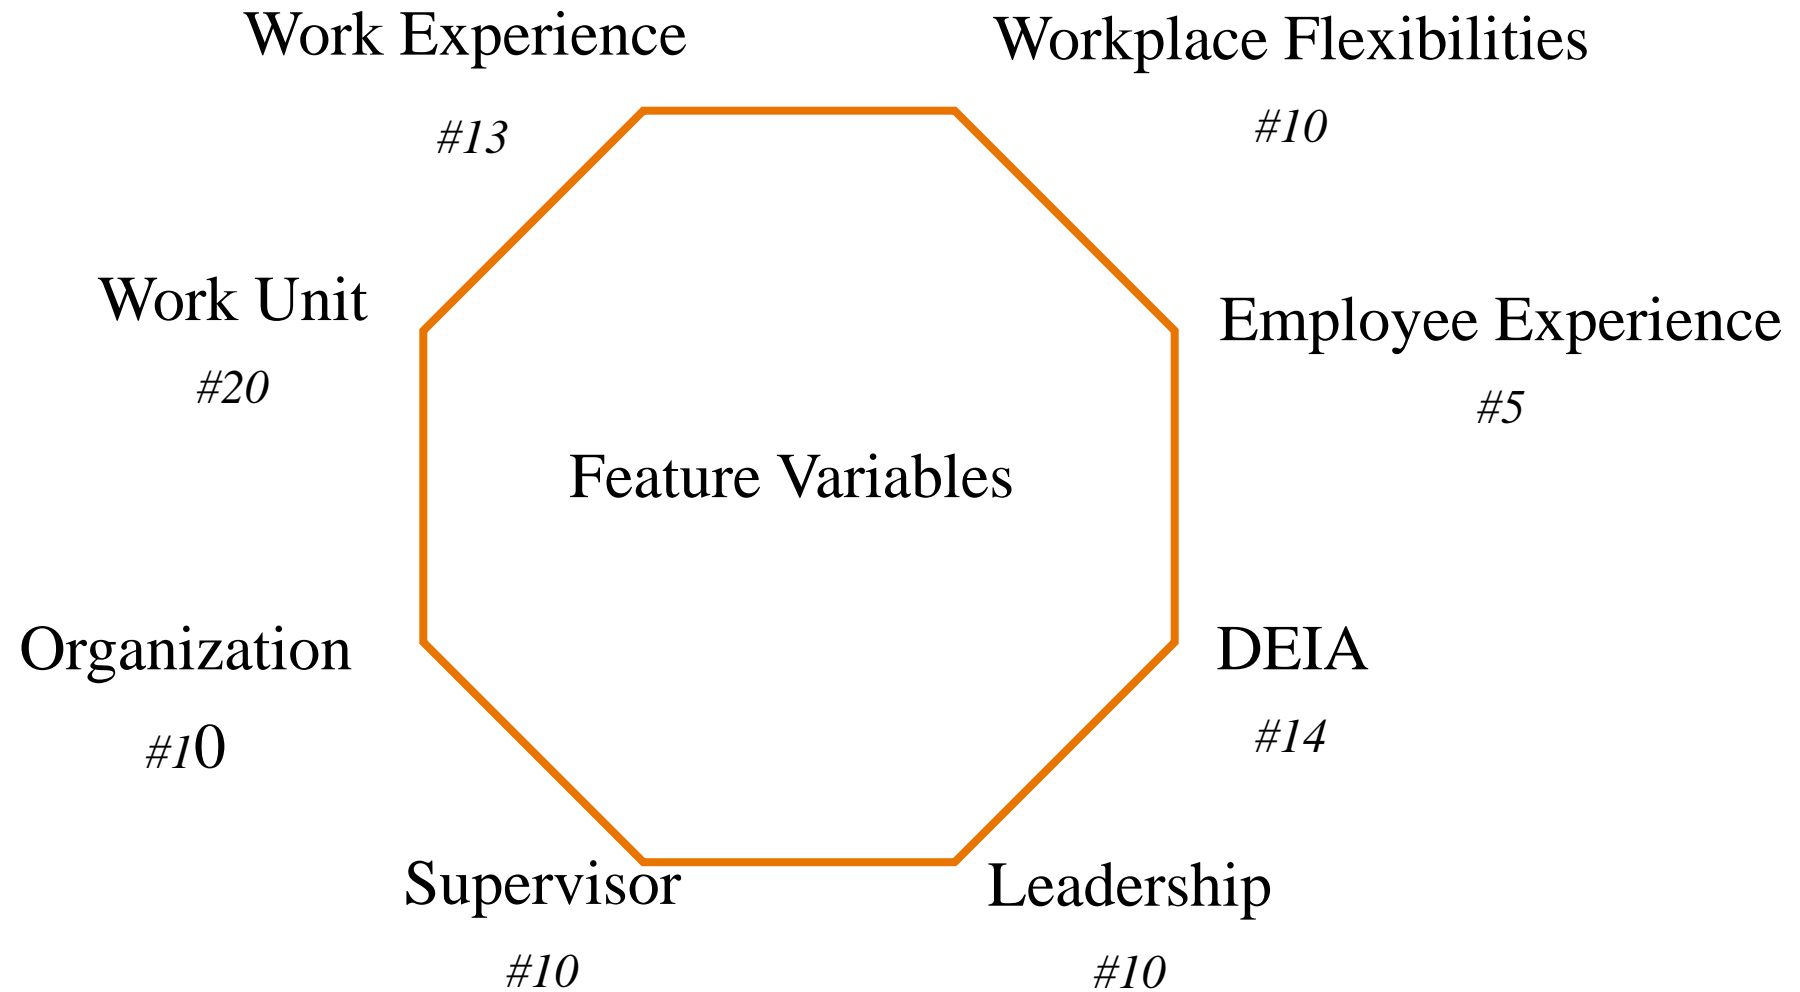 Work Experience
#13
Workplace Flexibilities
#10
Work Unit
#20
Employee Experience
#5
Feature Variables
Organization
#10
DEIA
#14
Supervisor
#10
Leadership
#10